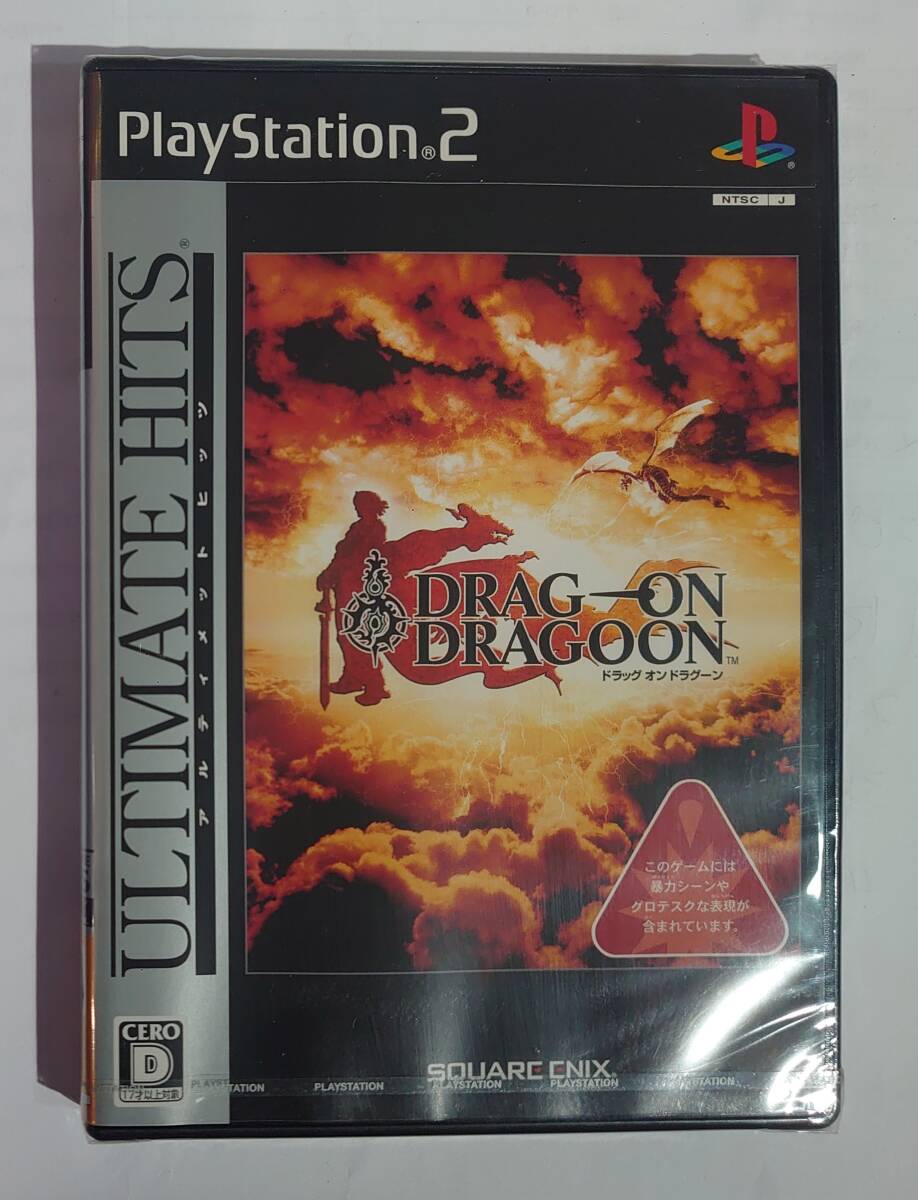 PlayStation®2
NTSC J
ULTIMATE HITS®
アルティメットヒッツ
DRAG-ON
DRAGOON™
ドラッグ オン ドラグーン
このゲームには
暴力シーンや
グロテスクな表現が
含まれています。
CERO
D
17才以上対象
SQUARE ENIX
PLAYSTATION PLAYSTATION PLAYSTATION PLAYSTATION